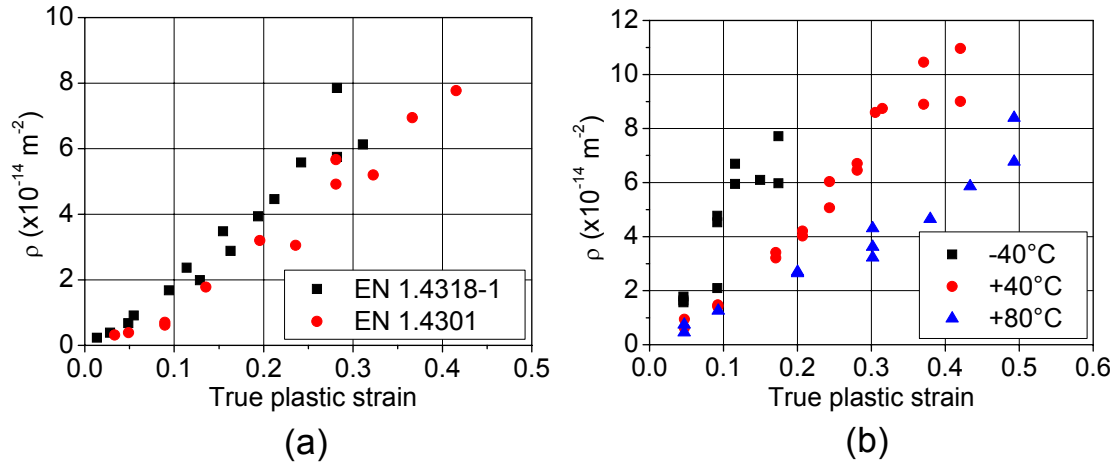 10
8
6
4
2
0
ρ (x10⁻¹⁴ m⁻²)
0.0 0.1 0.2 0.3 0.4 0.5
True plastic strain
EN 1.4318-1
EN 1.4301
(a)
12
10
8
6
4
2
0
ρ (x10⁻¹⁴ m⁻²)
0.0 0.1 0.2 0.3 0.4 0.5 0.6
True plastic strain
-40°C
+40°C
+80°C
(b)